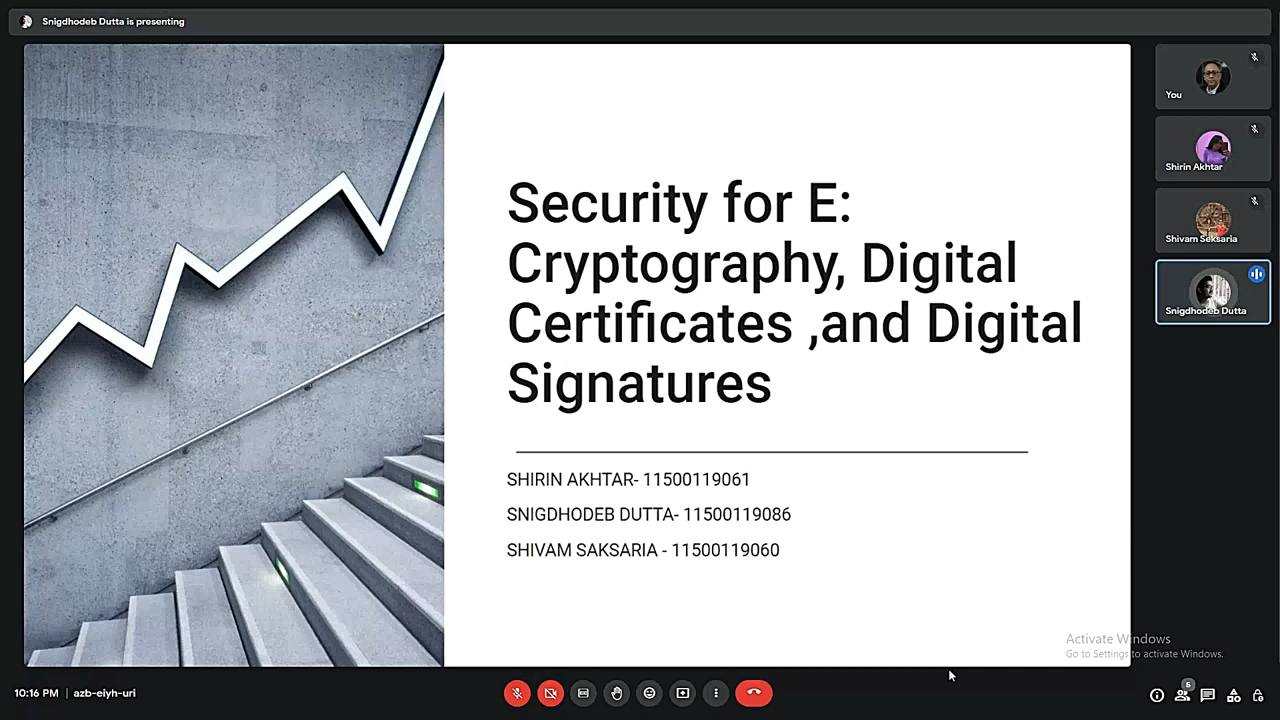 Snigdhodeb Dutta is presenting
You
Shirin Akhtar
Shivam Seksaria
Snigdhodeb Dutta
Security for E:
Cryptography, Digital
Certificates ,and Digital
Signatures
SHIRIN AKHTAR- 11500119061
SNIGDHODEB DUTTA- 11500119086
SHIVAM SAKSARIA - 11500119060
Activate Windows
Go to Settings to activate Windows.
10:16 PM | azb-eiyh-uri
6